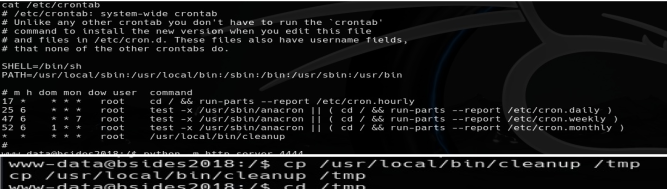 cat /etc/crontab
# /etc/crontab: system-wide crontab
# Unlike any other crontab you don't have to run the `crontab'
# command to install the new version when you edit this file
# and files in /etc/cron.d. These files also have username fields,
# that none of the other crontabs do.
SHELL=/bin/sh
PATH=/usr/local/sbin:/usr/local/bin:/sbin:/bin:/usr/sbin:/usr/bin
# m h dom mon dow user command
17 * * * * root cd / && run-parts --report /etc/cron.hourly
25 6 * * * root test -x /usr/sbin/anacron || ( cd / && run-parts --report /etc/cron.daily )
47 6 * * 7 root test -x /usr/sbin/anacron || ( cd / && run-parts --report /etc/cron.weekly )
52 6 1 * * root test -x /usr/sbin/anacron || ( cd / && run-parts --report /etc/cron.monthly )
* * * * * root /usr/local/bin/cleanup
#
www-data@bsides2018:/$ python -m http.server 4444
www-data@bsides2018:/$ cp /usr/local/bin/cleanup /tmp
cp /usr/local/bin/cleanup /tmp
www-data@bsides2018:/$ cd /tmp